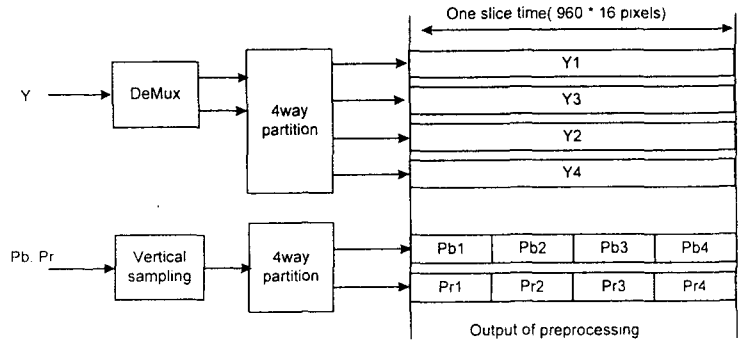 One slice time( 960 * 16 pixels)
Y
DeMux
4way
partition
Y1
Y3
Y2
Y4
Pb. Pr
Vertical
sampling
4way
partition
Pb1 Pb2 Pb3 Pb4
Pr1 Pr2 Pr3 Pr4
Output of preprocessing